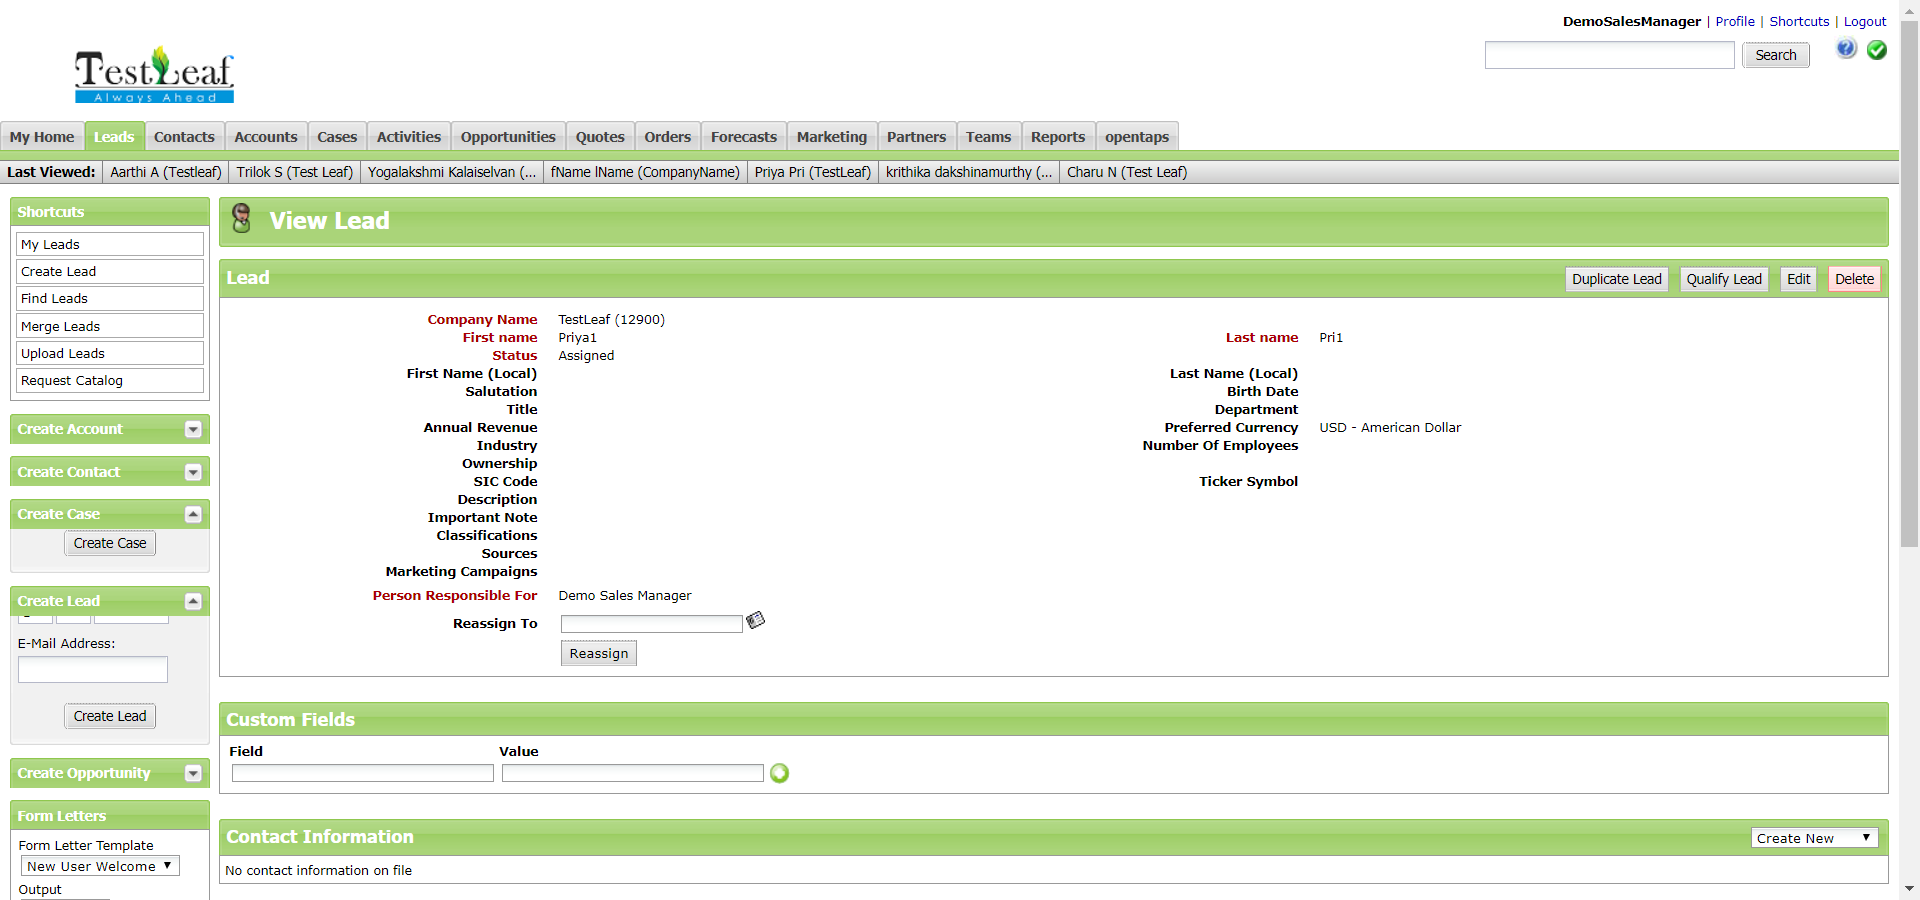 DemoSalesManager | Profile | Shortcuts | Logout
Search
TestLeaf
Always Ahead
My Home Leads Contacts Accounts Cases Activities Opportunities Quotes Orders Forecasts Marketing Partners Teams Reports opentaps
Last Viewed: Aarthi A (Testleaf) Trilok S (Test Leaf) Yogalakshmi Kalaiselvan (... fName lName (CompanyName) Priya Pri (TestLeaf) krithika dakshinamurthy (... Charu N (Test Leaf)
Shortcuts
My Leads
Create Lead
Find Leads
Merge Leads
Upload Leads
Request Catalog
Create Account
Create Contact
Create Case
Create Case
Create Lead
E-Mail Address:
Create Lead
Create Opportunity
Form Letters
Form Letter Template
New User Welcome
Output
View Lead
Lead Duplicate Lead Qualify Lead Edit Delete
Company Name TestLeaf (12900)
First name Priya1 Last name Pri1
Status Assigned
First Name (Local) Last Name (Local)
Salutation Birth Date
Title Department
Annual Revenue Preferred Currency USD - American Dollar
Industry Number Of Employees
Ownership
SIC Code Ticker Symbol
Description
Important Note
Classifications
Sources
Marketing Campaigns
Person Responsible For Demo Sales Manager
Reassign To
Reassign
Custom Fields
Field Value
Contact Information Create New
No contact information on file